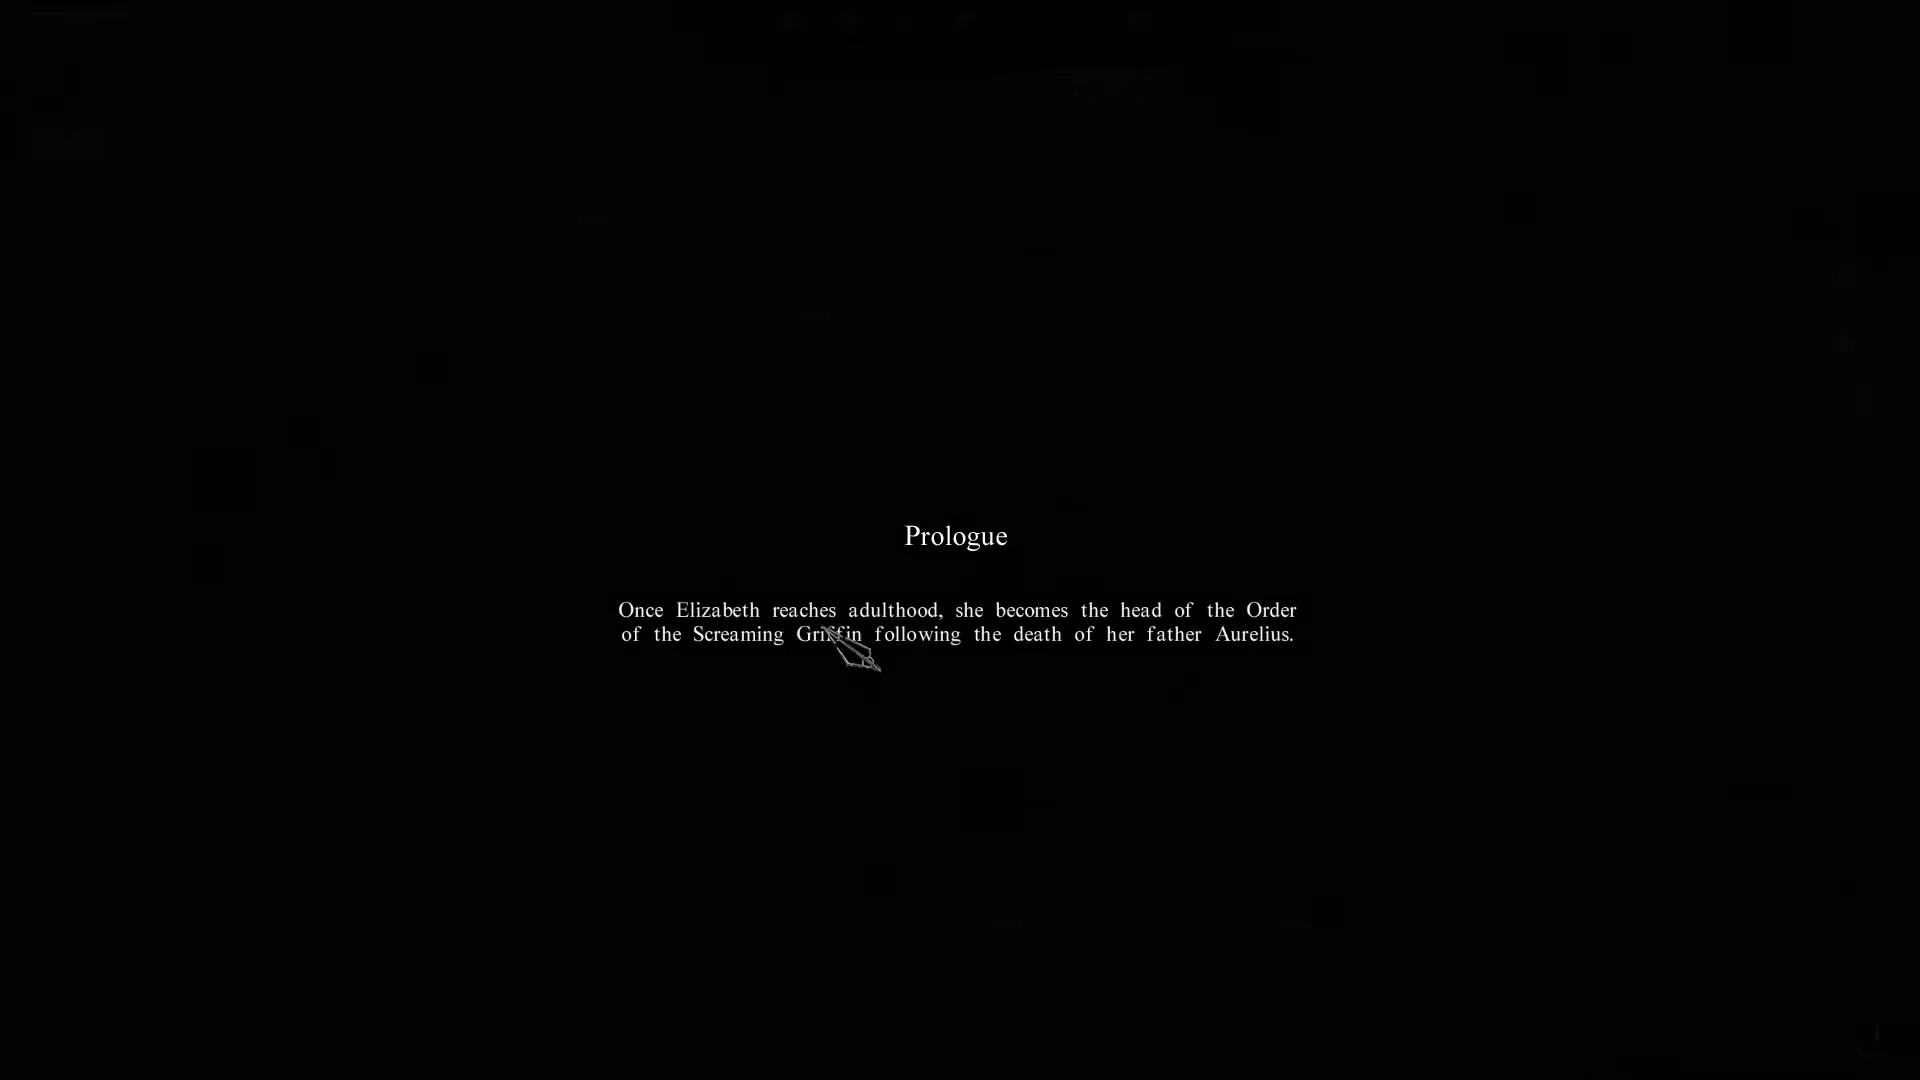 Prologue
Once Elizabeth reaches adulthood, she becomes the head of the Order
of the Screaming Griffin following the death of her father Aurelius.